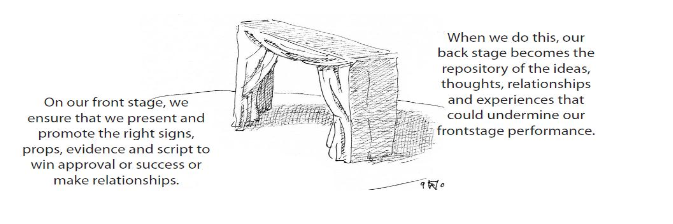 On our front stage, we
ensure that we present and
promote the right signs,
props, evidence and script to
win approval or success or
make relationships.
When we do this, our
back stage becomes the
repository of the ideas,
thoughts, relationships
and experiences that
could undermine our
frontstage performance.